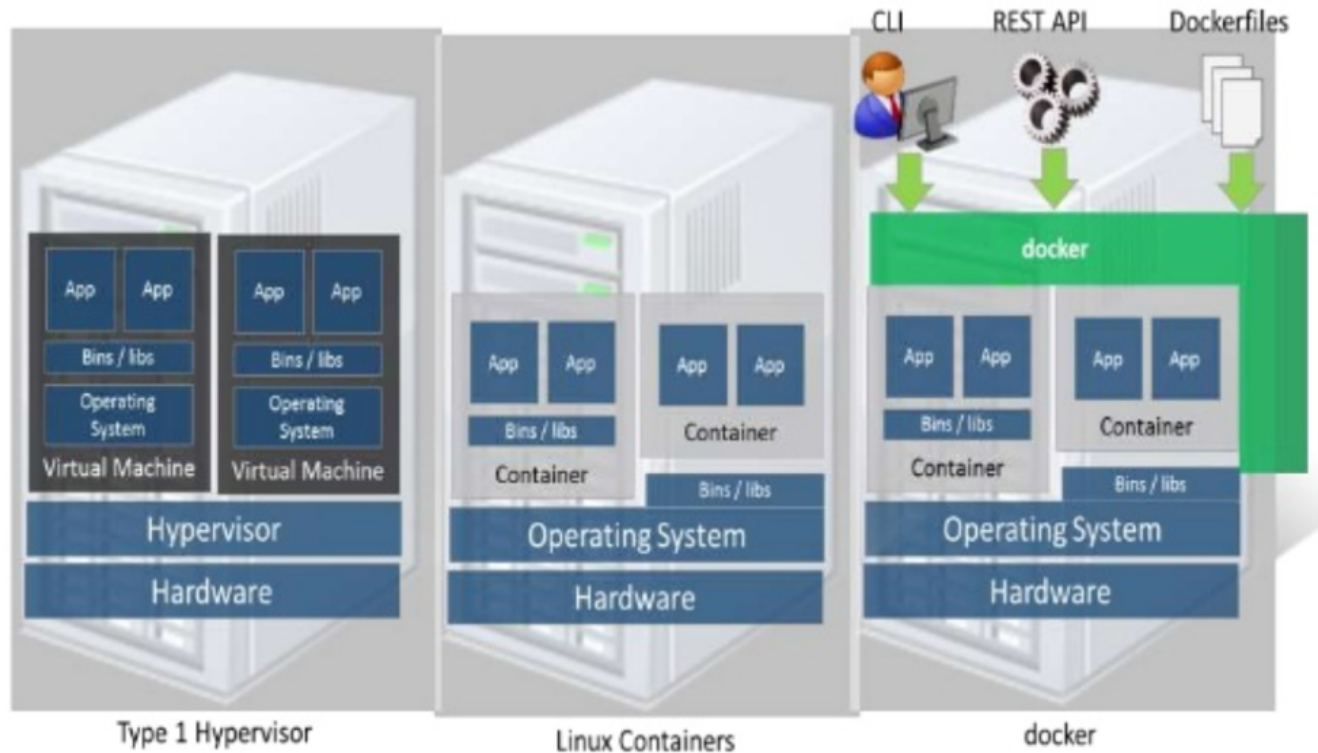 CLI REST API Dockerfiles
docker
App App App App
Bins / libs Bins / libs
Operating System Operating System
Virtual Machine Virtual Machine
Hypervisor
Hardware
Type 1 Hypervisor
App App App App
Bins / libs Container
Container Bins / libs
Operating System
Hardware
Linux Containers
App App App App
Bins / libs Container
Container Bins / libs
Operating System
Hardware
docker